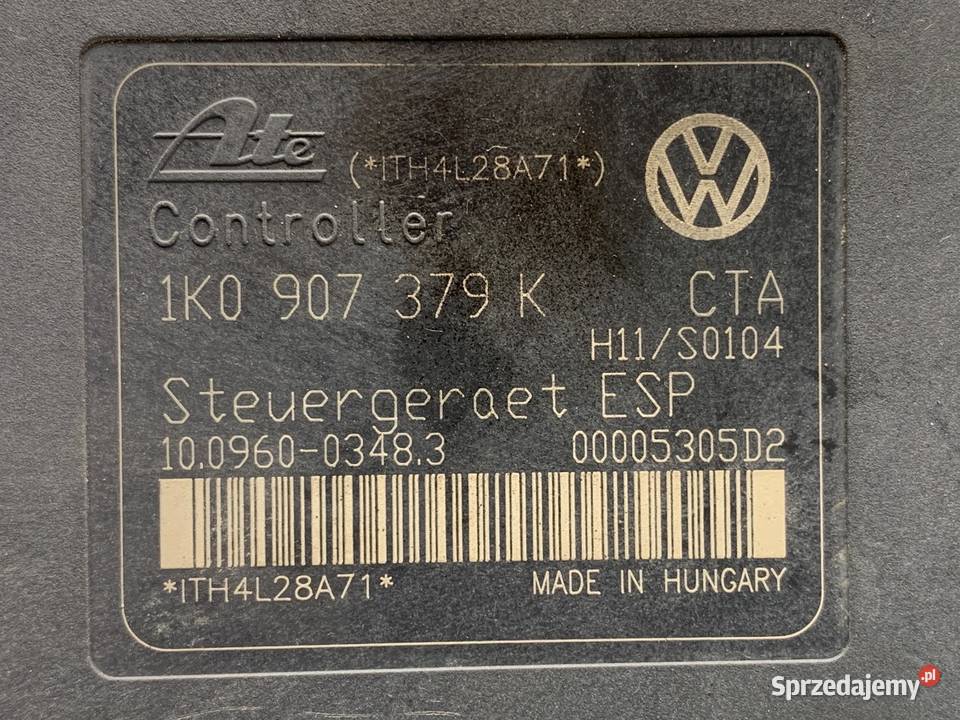 Ate
(*ITH4L28A71*)
Controller
1K0 907 379 K CTA
H11/S0104
Steuergeraet ESP
10.0960-0348.3 00005305D2
*ITH4L28A71* MADE IN HUNGARY
Sprzedajemy.pl